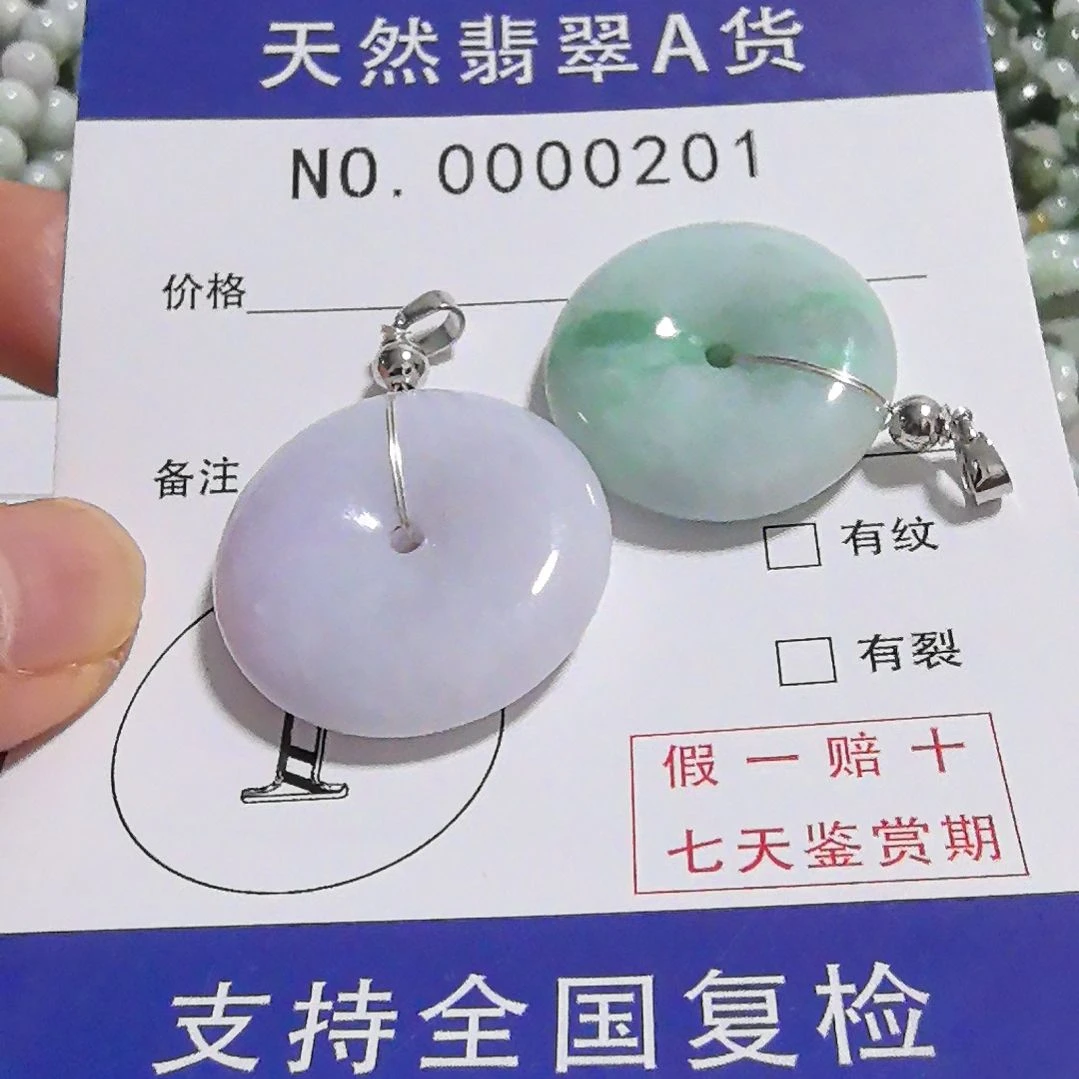 天然翡翠A货
NO. 0000201
价格
备注
有纹
有裂
假一赔十
七天鉴赏期
支持全国复检